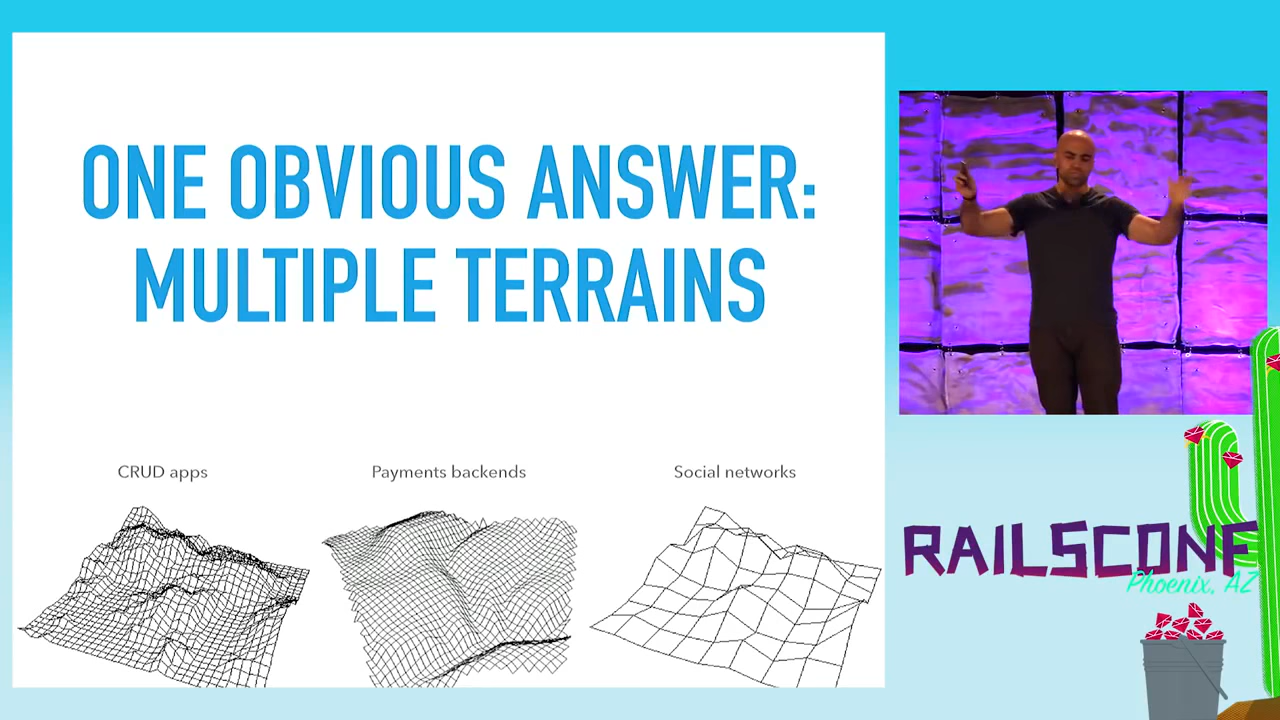 ONE OBVIOUS ANSWER:
MULTIPLE TERRAINS
CRUD apps
Payments backends
Social networks
RAILSCONF
Phoenix, AZ